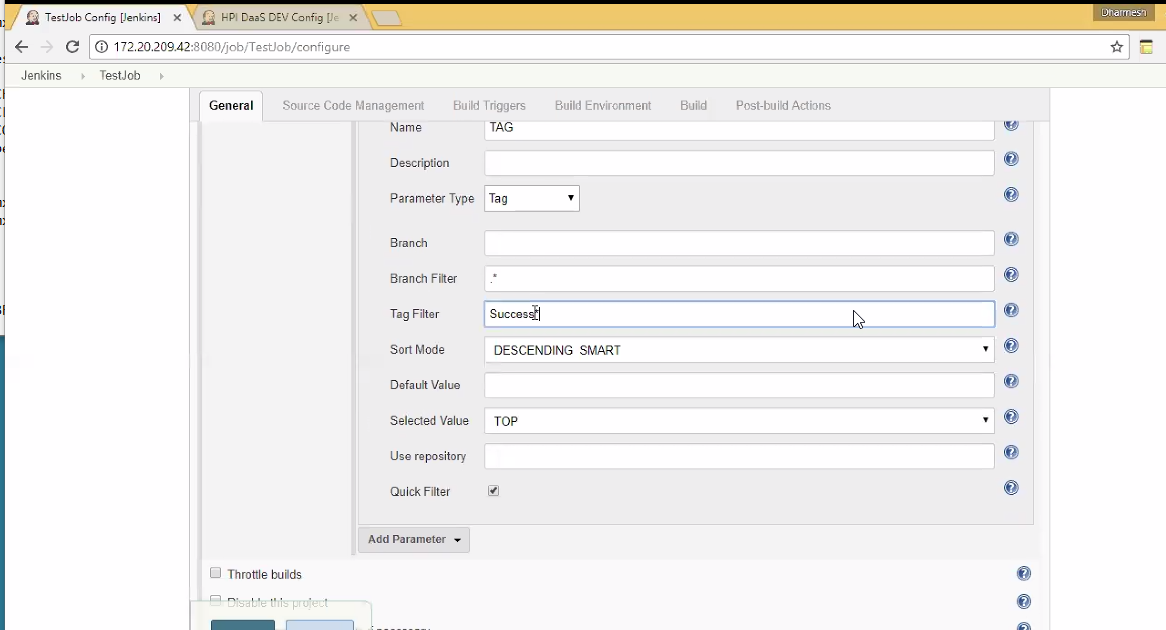 Dharmesh
TestJob Config [Jenkins] HPI DaaS DEV Config [Je
172.20.209.42:8080/job/TestJob/configure
Jenkins TestJob
General Source Code Management Build Triggers Build Environment Build Post-build Actions
Name TAG
Description
Parameter Type Tag
Branch
Branch Filter .*
Tag Filter Success*
Sort Mode DESCENDING SMART
Default Value
Selected Value TOP
Use repository
Quick Filter
Add Parameter
Throttle builds
Disable this project